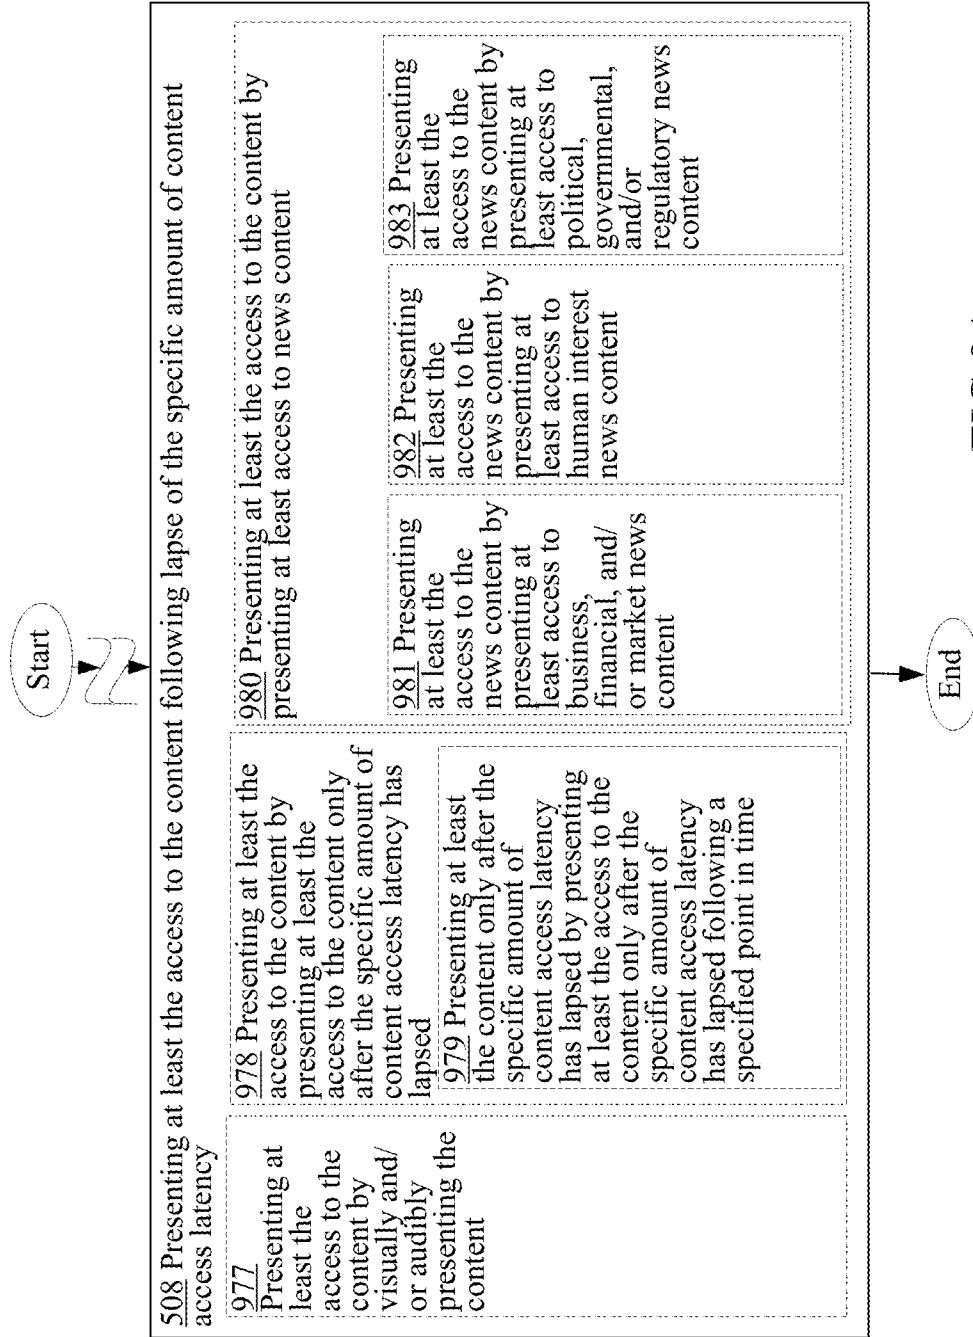 Start
508 Presenting at least the access to the content following lapse of the specific amount of content
access latency
977
Presenting at
least the
access to the
content by
visually and/
or audibly
presenting the
content
978 Presenting at least the
access to the content by
presenting at least the
access to the content only
after the specific amount of
content access latency has
lapsed
979 Presenting at least
the content only after the
specific amount of
content access latency
has lapsed by presenting
at least the access to the
content only after the
specific amount of
content access latency
has lapsed following a
specified point in time
980 Presenting at least the access to the content by
presenting at least access to news content
981 Presenting
at least the
access to the
news content by
presenting at
least access to
business,
financial, and/
or market news
content
982 Presenting
at least the
access to the
news content by
presenting at
least access to
human interest
news content
983 Presenting
at least the
access to the
news content by
presenting at
least access to
political,
governmental,
and/or
regulatory news
content
End